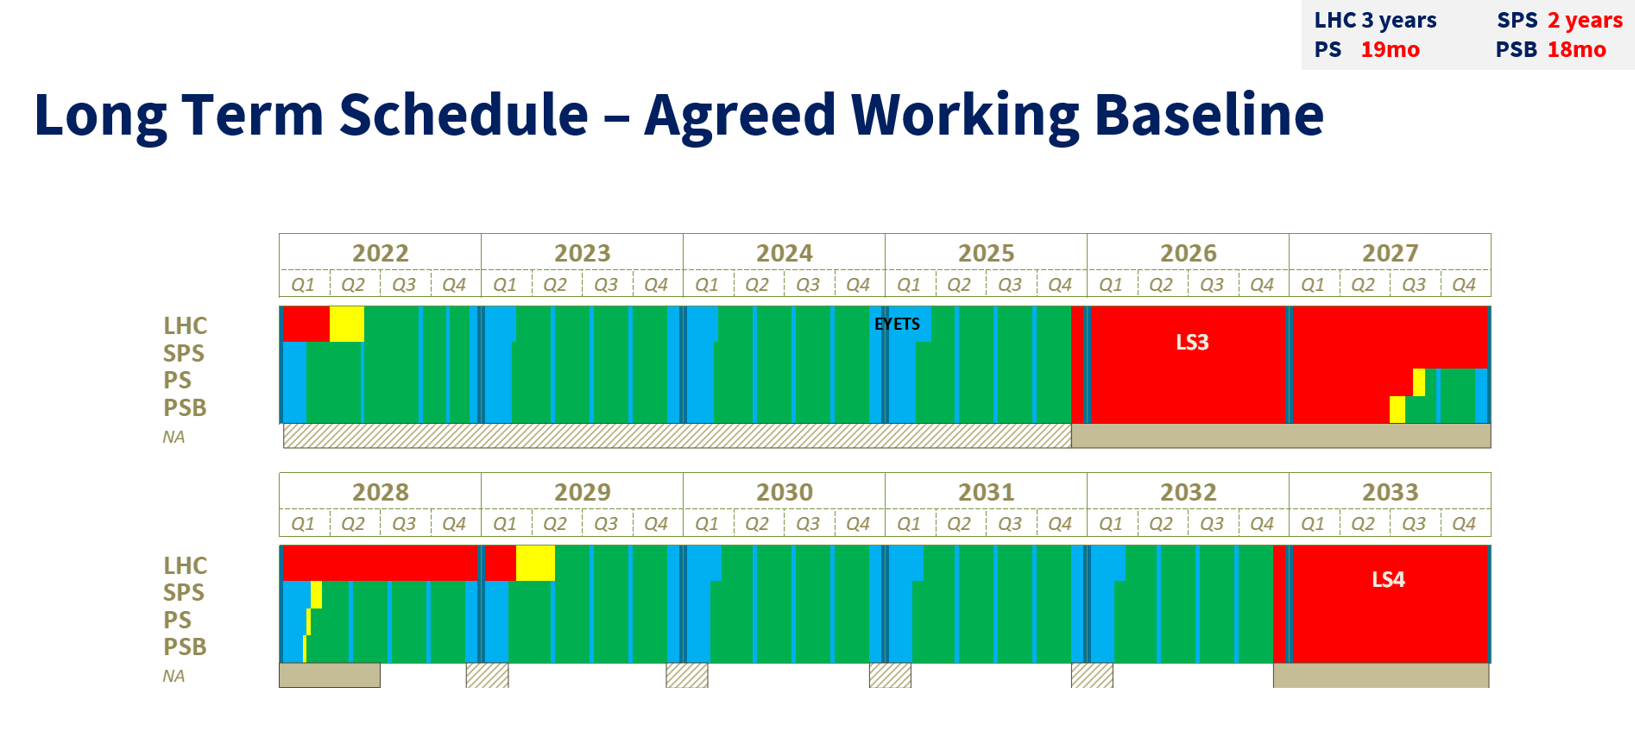 LHC 3 years SPS 2 years
PS 19mo PSB 18mo
Long Term Schedule – Agreed Working Baseline
2022 2023 2024 2025 2026 2027
Q1 Q2 Q3 Q4 Q1 Q2 Q3 Q4 Q1 Q2 Q3 Q4 Q1 Q2 Q3 Q4 Q1 Q2 Q3 Q4 Q1 Q2 Q3 Q4
LHC EYETS
LS3
SPS
PS
PSB
NA
2028 2029 2030 2031 2032 2033
Q1 Q2 Q3 Q4 Q1 Q2 Q3 Q4 Q1 Q2 Q3 Q4 Q1 Q2 Q3 Q4 Q1 Q2 Q3 Q4 Q1 Q2 Q3 Q4
LHC
LS4
SPS
PS
PSB
NA